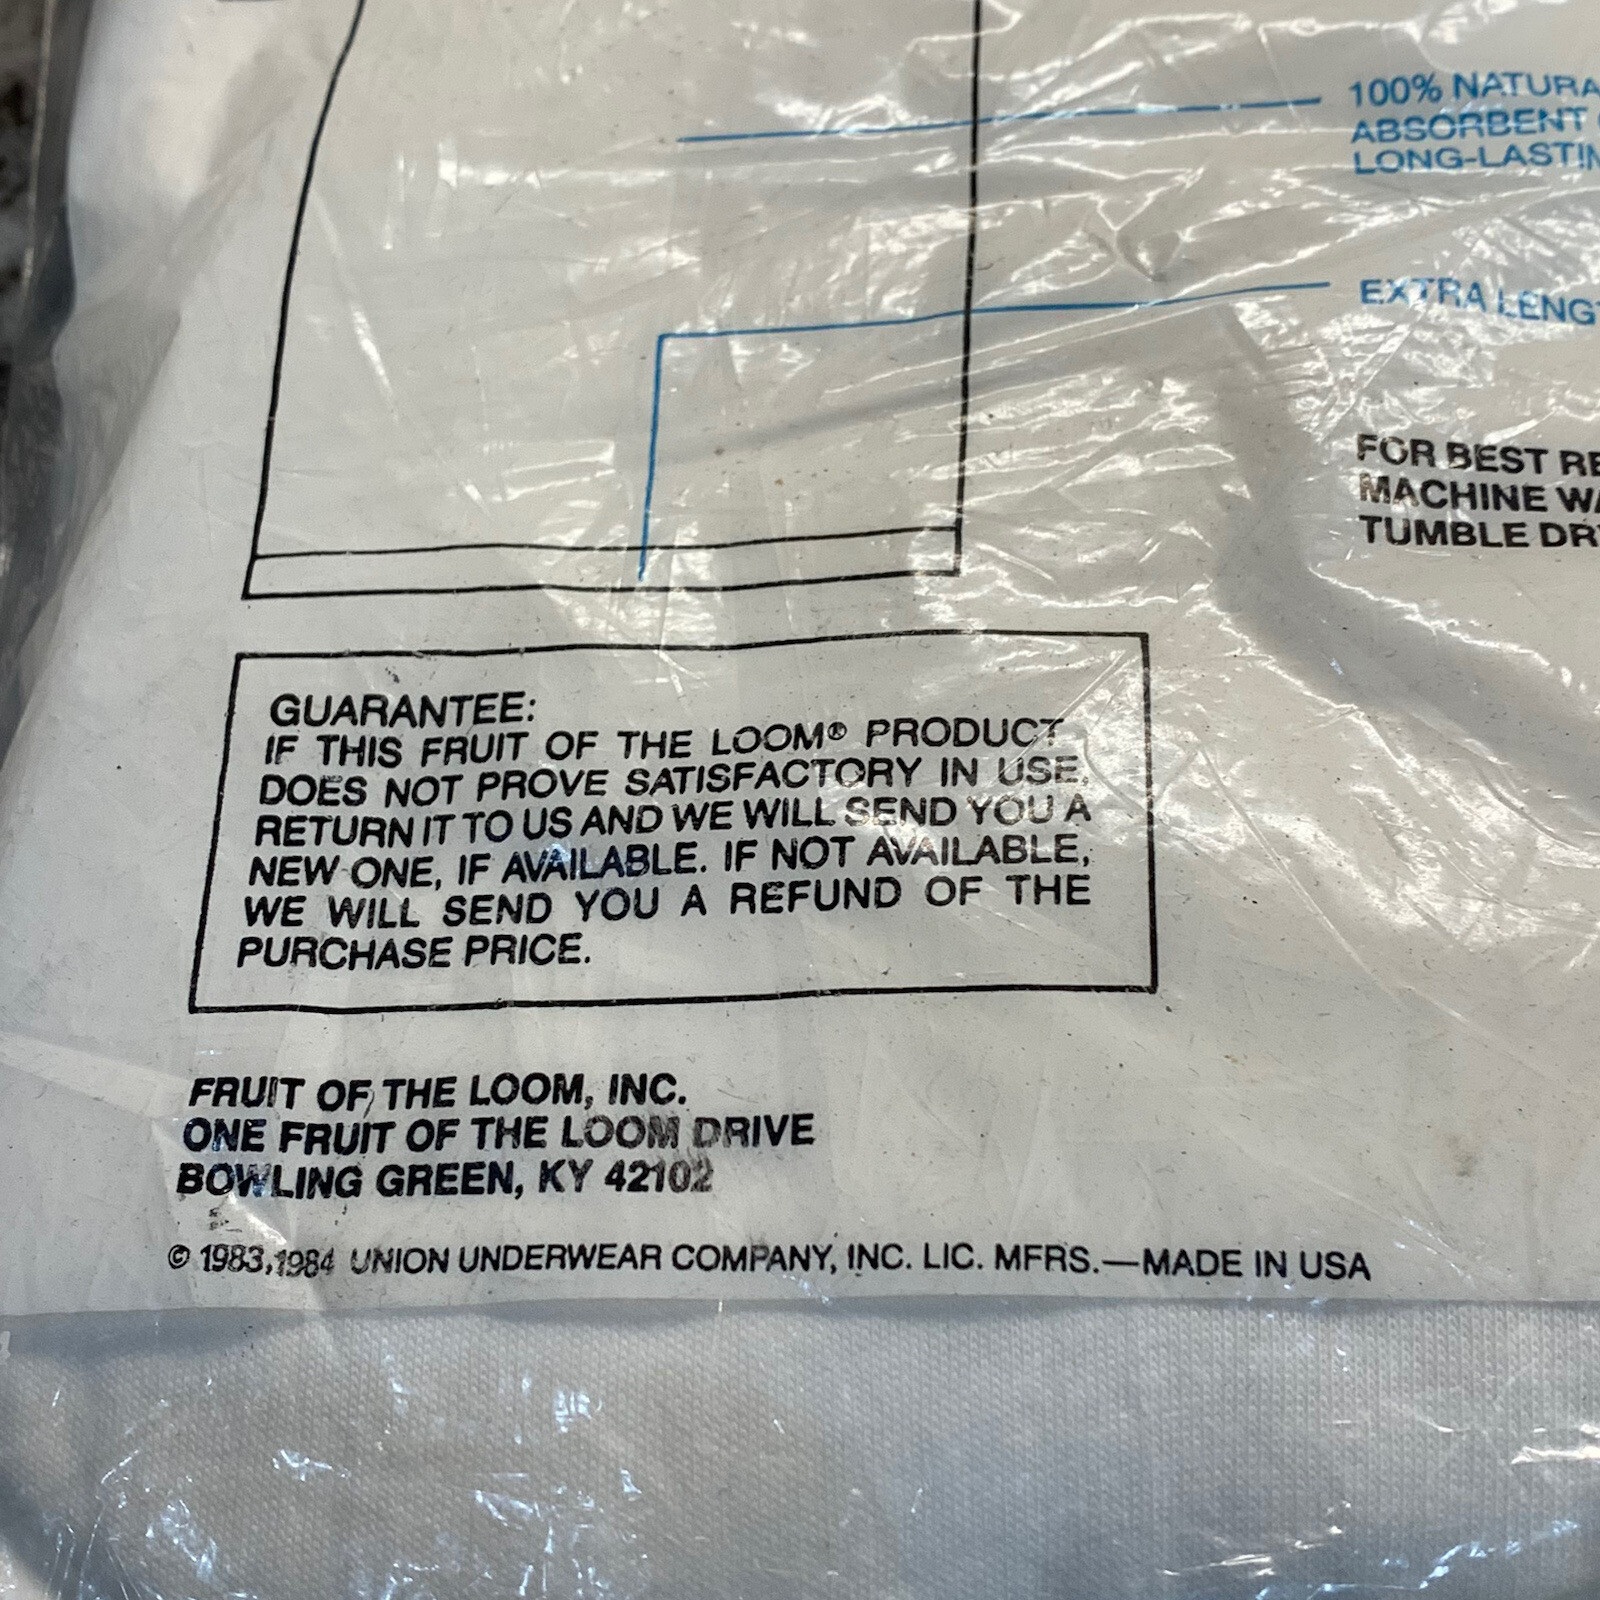 100% NATURA
ABSORBENT
LONG-LASTIN
EXTRA LENGT
FOR BEST RE
MACHINE WA
TUMBLE DRY
GUARANTEE:
IF THIS FRUIT OF THE LOOM® PRODUCT
DOES NOT PROVE SATISFACTORY IN USE,
RETURN IT TO US AND WE WILL SEND YOU A
NEW ONE, IF AVAILABLE. IF NOT AVAILABLE,
WE WILL SEND YOU A REFUND OF THE
PURCHASE PRICE.
FRUIT OF THE LOOM, INC.
ONE FRUIT OF THE LOOM DRIVE
BOWLING GREEN, KY 42102
© 1983,1984 UNION UNDERWEAR COMPANY, INC. LIC. MFRS.—MADE IN USA